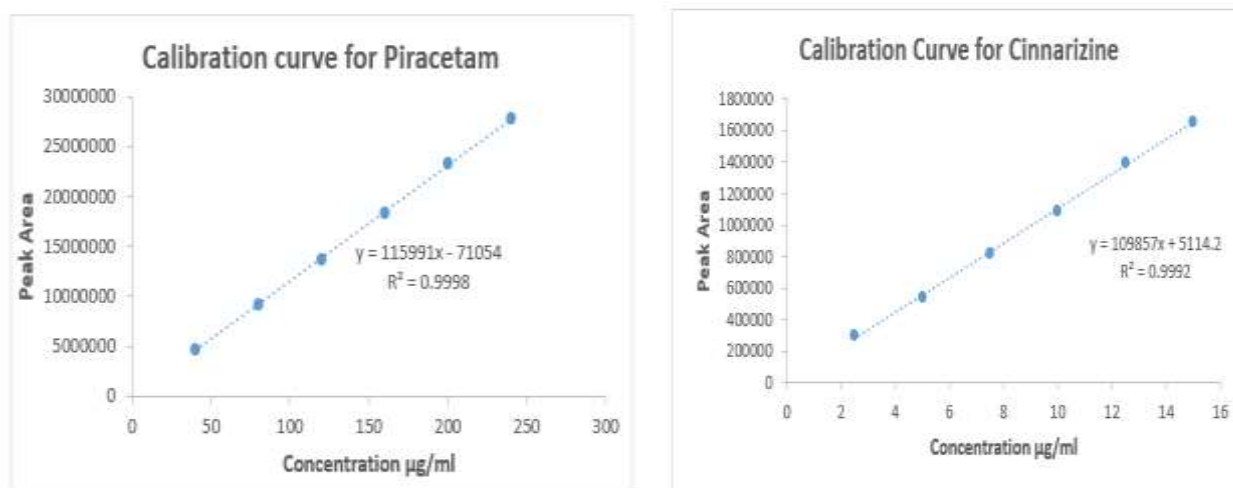 Calibration curve for Piracetam
30000000
25000000
20000000
15000000
10000000
5000000
0
Peak Area
y = 115991x - 71054
R² = 0.9998
0 50 100 150 200 250 300
Concentration µg/ml
Calibration Curve for Cinnarizine
1800000
1600000
1400000
1200000
1000000
800000
600000
400000
200000
0
Peak Area
y = 109857x + 5114.2
R² = 0.9992
0 2 4 6 8 10 12 14 16
Concentration µg/ml